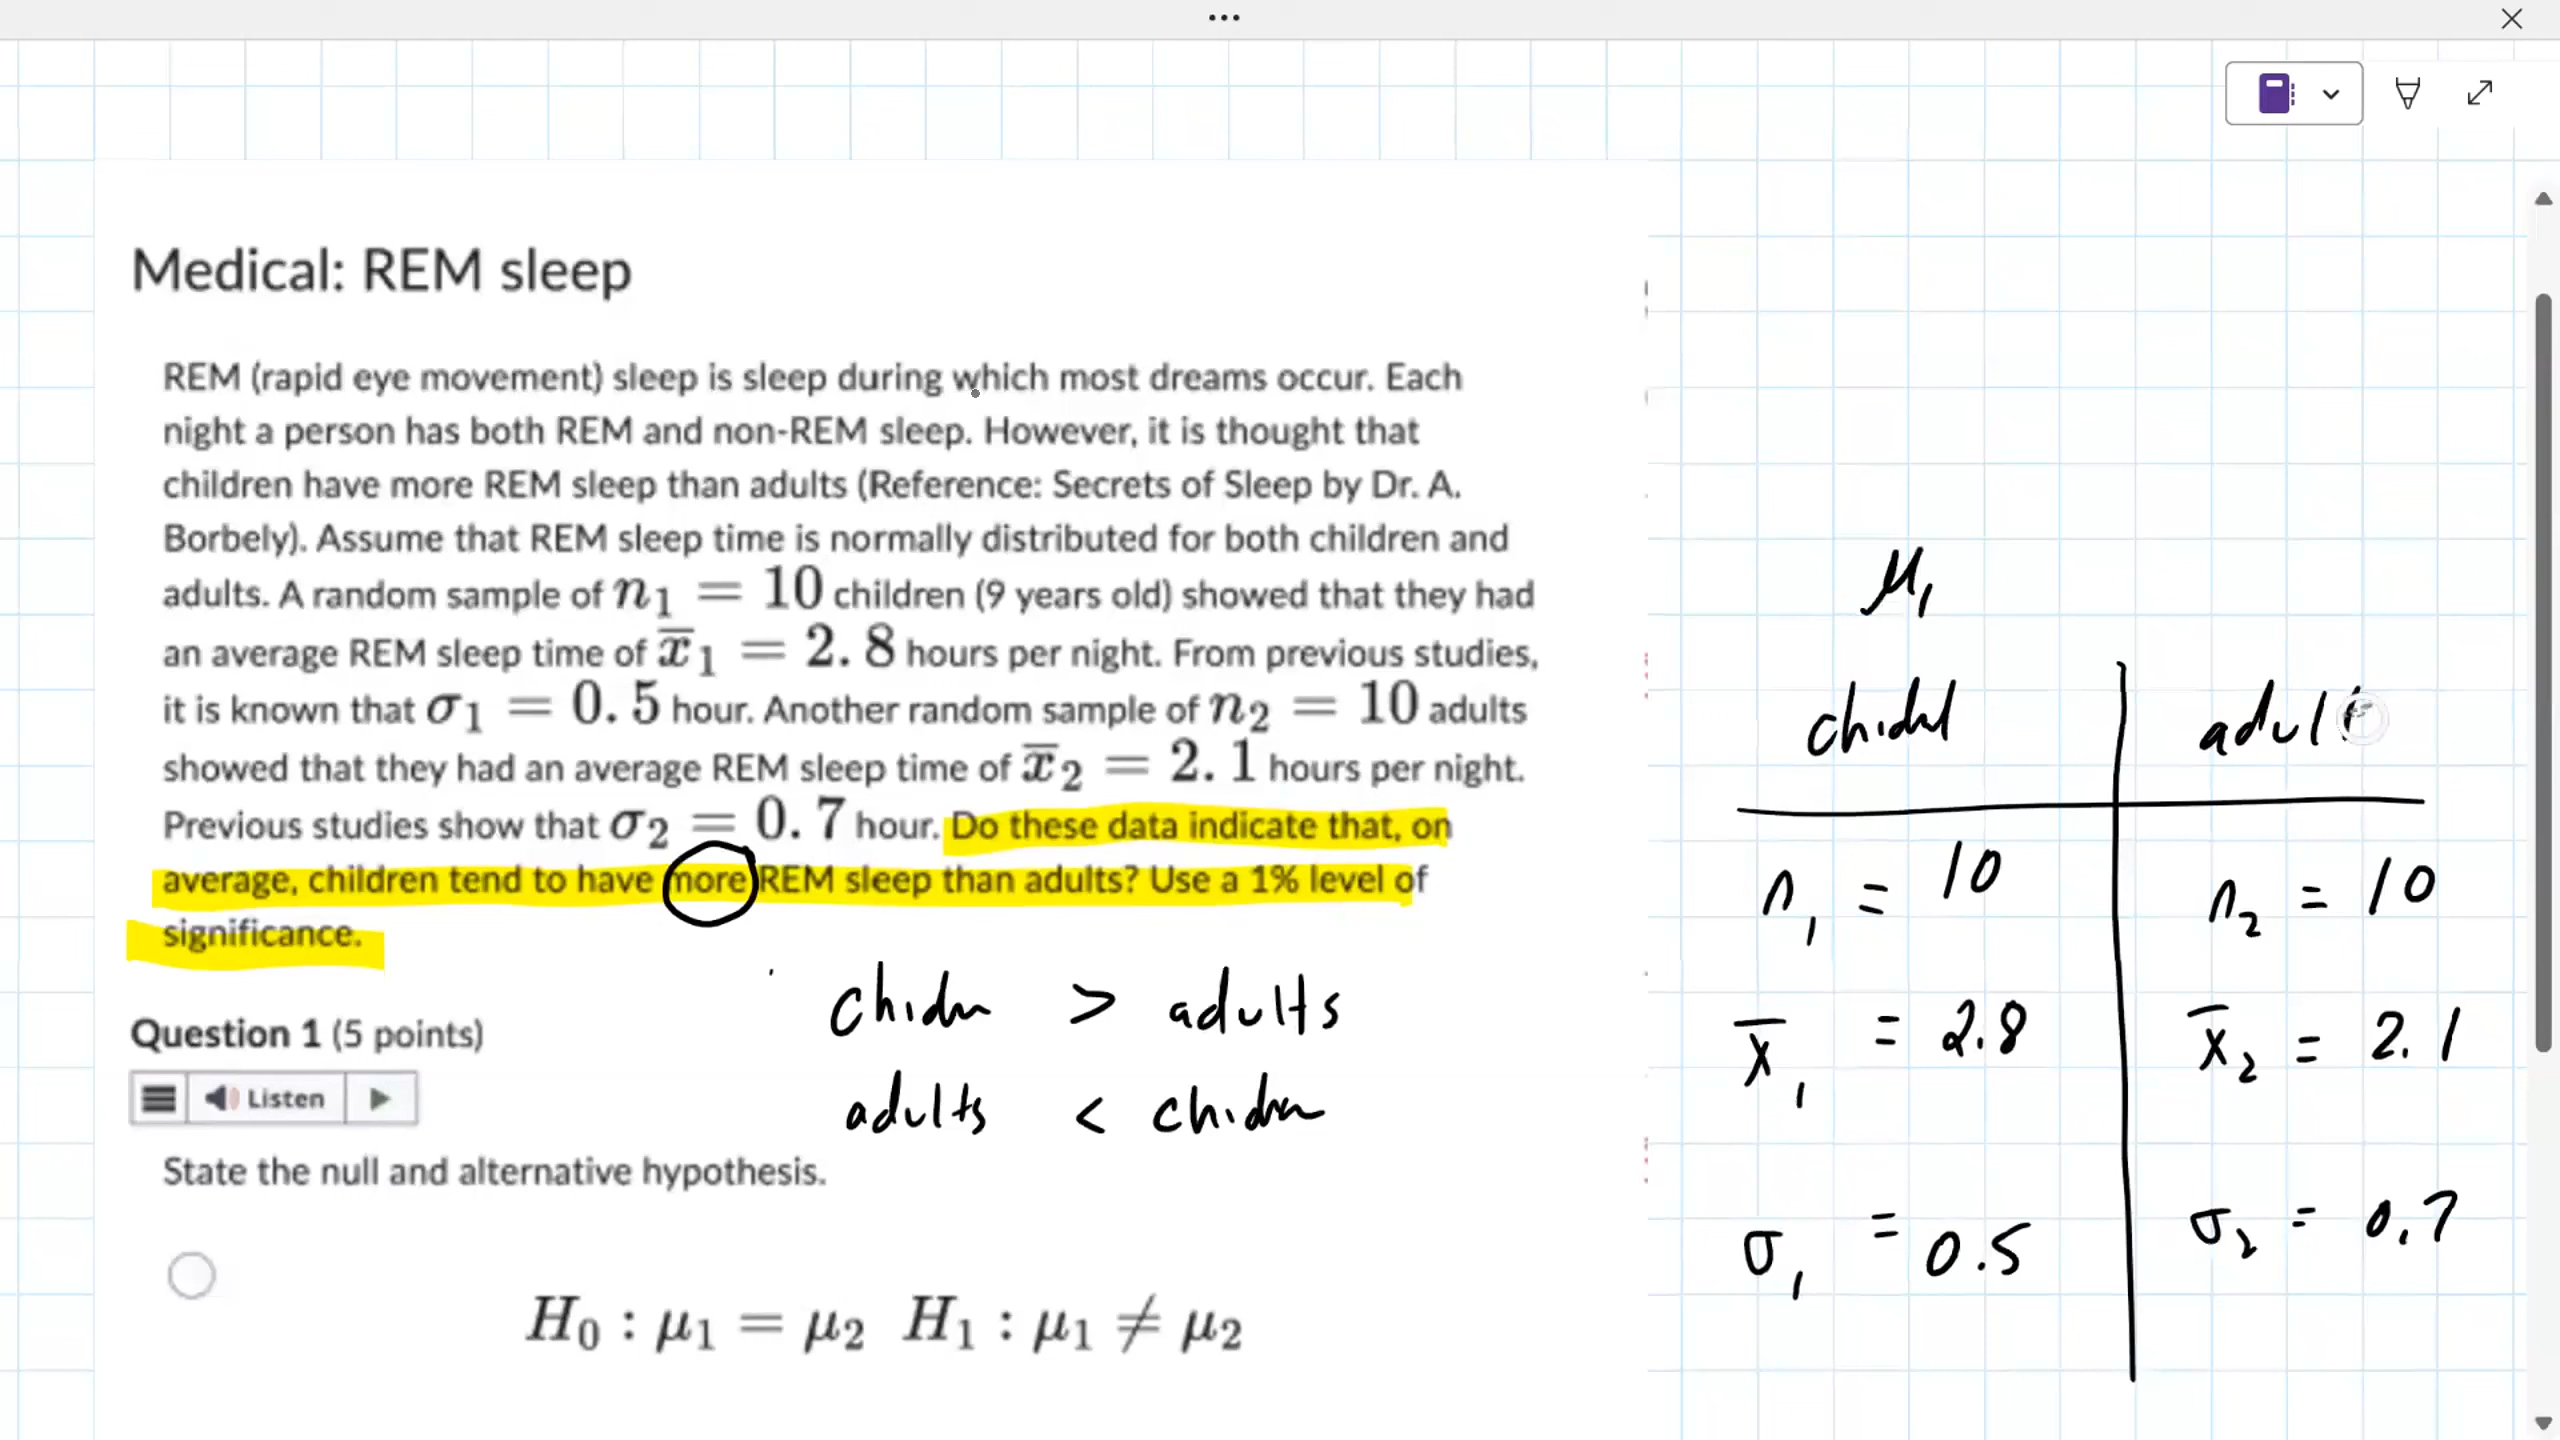 Medical: REM sleep
REM (rapid eye movement) sleep is sleep during which most dreams occur. Each
night a person has both REM and non-REM sleep. However, it is thought that
children have more REM sleep than adults (Reference: Secrets of Sleep by Dr. A.
Borbely). Assume that REM sleep time is normally distributed for both children and
adults. A random sample of n₁ = 10 children (9 years old) showed that they had
an average REM sleep time of x̄₁ = 2.8 hours per night. From previous studies,
it is known that σ₁ = 0.5 hour. Another random sample of n₂ = 10 adults
showed that they had an average REM sleep time of x̄₂ = 2.1 hours per night.
Previous studies show that σ₂ = 0.7 hour. Do these data indicate that, on
average, children tend to have more REM sleep than adults? Use a 1% level of
significance.
chidn > adults
adults < chidn
Question 1 (5 points)
Listen
State the null and alternative hypothesis.
H₀ : μ₁ = μ₂ H₁ : μ₁ ≠ μ₂
μ₁
chidul adult
n₁ = 10 n₂ = 10
x̄₁ = 2.8 x̄₂ = 2.1
σ₁ = 0.5 σ₂ = 0.7